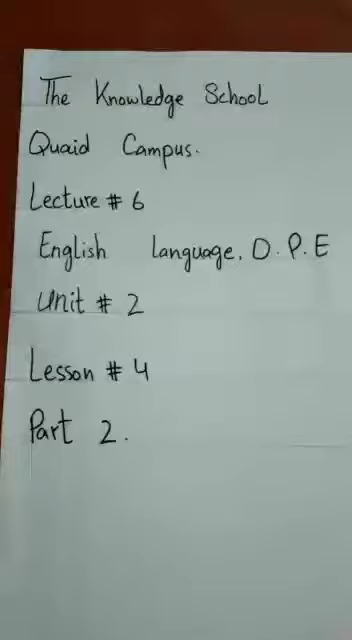 The Knowledge School
Quaid Campus.
Lecture # 6
English Language. O.P.E
Unit # 2
Lesson # 4
Part 2.